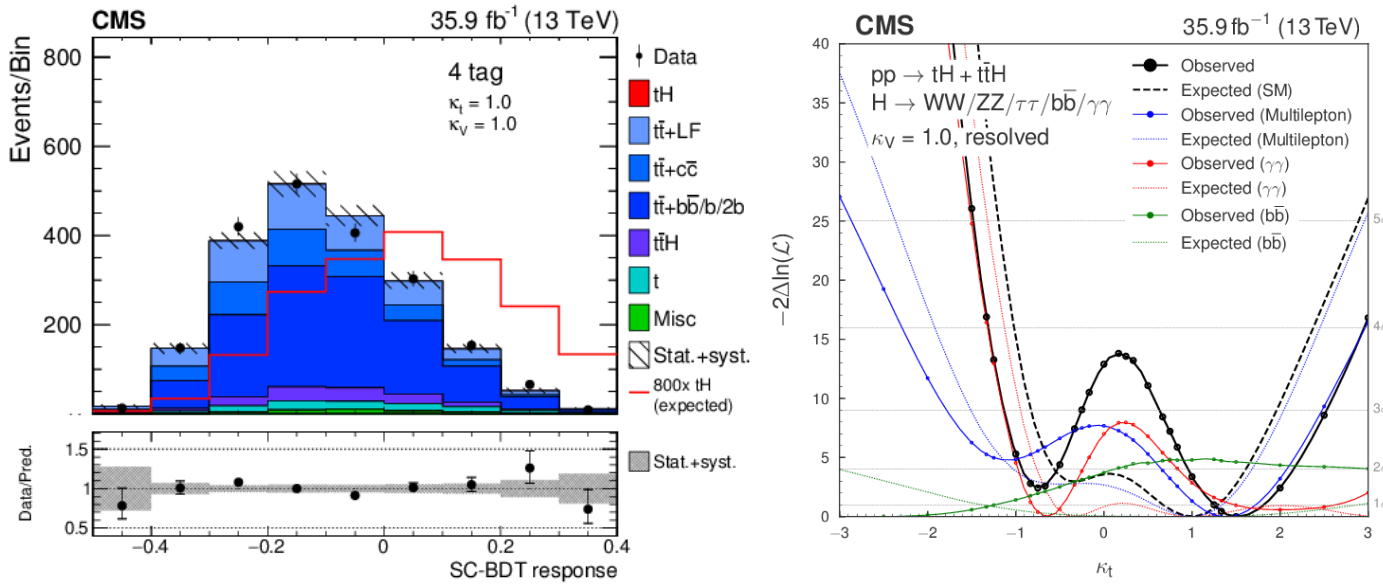 CMS 35.9 fb⁻¹ (13 TeV)
Events/Bin
800
600
400
200
4 tag
κt = 1.0
κV = 1.0
Data
tH
tt̄+LF
tt̄+cc̄
tt̄+bb̄/b/2b
tt̄H
t
Misc
Stat.+syst.
800x tH
(expected)
Data/Pred.
1.5
1
0.5
Stat.+syst.
−0.4 −0.2 0 0.2 0.4
SC-BDT response
CMS 35.9 fb⁻¹ (13 TeV)
−2Δln(ℒ)
40
35
30
25
20
15
10
5
0
pp → tH + tt̄H
H → WW/ZZ/ττ/bb̄/γγ
κV = 1.0, resolved
Observed
Expected (SM)
Observed (Multilepton)
Expected (Multilepton)
Observed (γγ)
Expected (γγ)
Observed (bb̄)
Expected (bb̄)
−3 −2 −1 0 1 2 3
κt